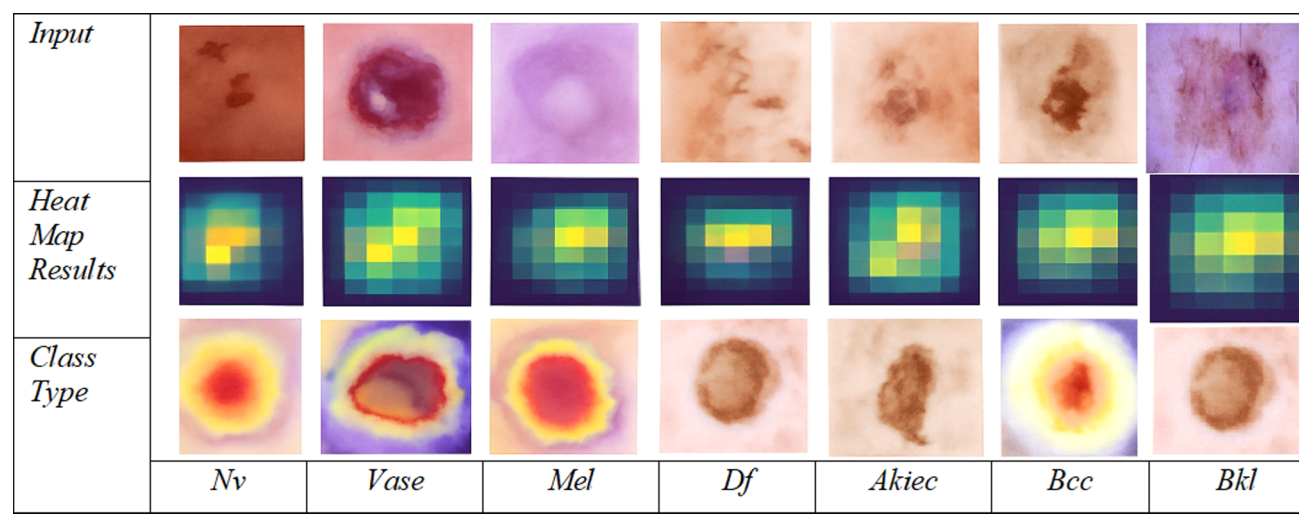 Input
Heat
Map
Results
Class
Type
Nv
Vase
Mel
Df
Akiec
Bcc
Bkl